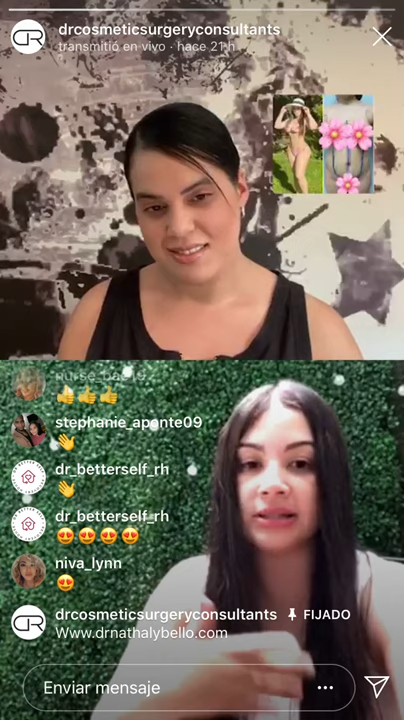 drcosmeticsurgeryconsultants
transmitió en vivo · hace 21 h
stephanie_aponte09
👋
dr_betterself_rh
👋
dr_betterself_rh
😍😍😍😍
niva_lynn
😍
drcosmeticsurgeryconsultants 📌 FIJADO
Www.drnathalybello.com
Enviar mensaje